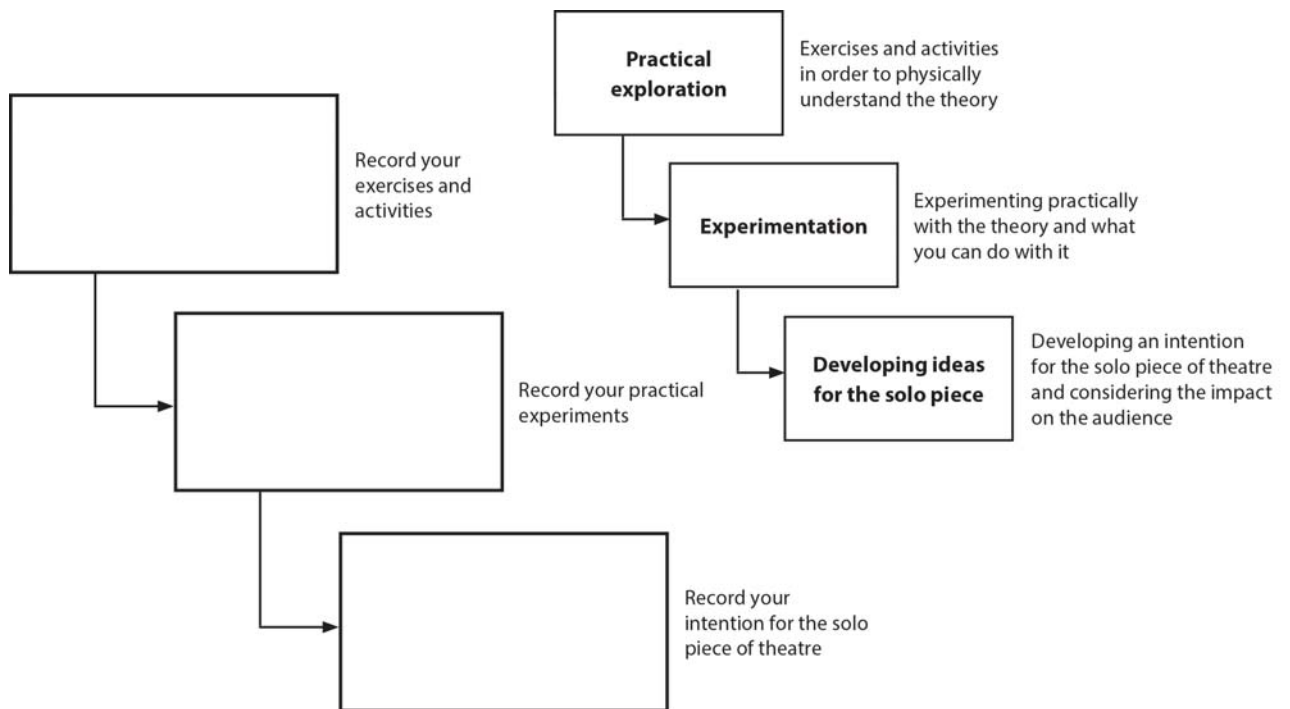 Practical
exploration
Exercises and activities
in order to physically
understand the theory
Record your
exercises and
activities
Experimentation
Experimenting practically
with the theory and what
you can do with it
Record your practical
experiments
Developing ideas
for the solo piece
Developing an intention
for the solo piece of theatre
and considering the impact
on the audience
Record your
intention for the solo
piece of theatre